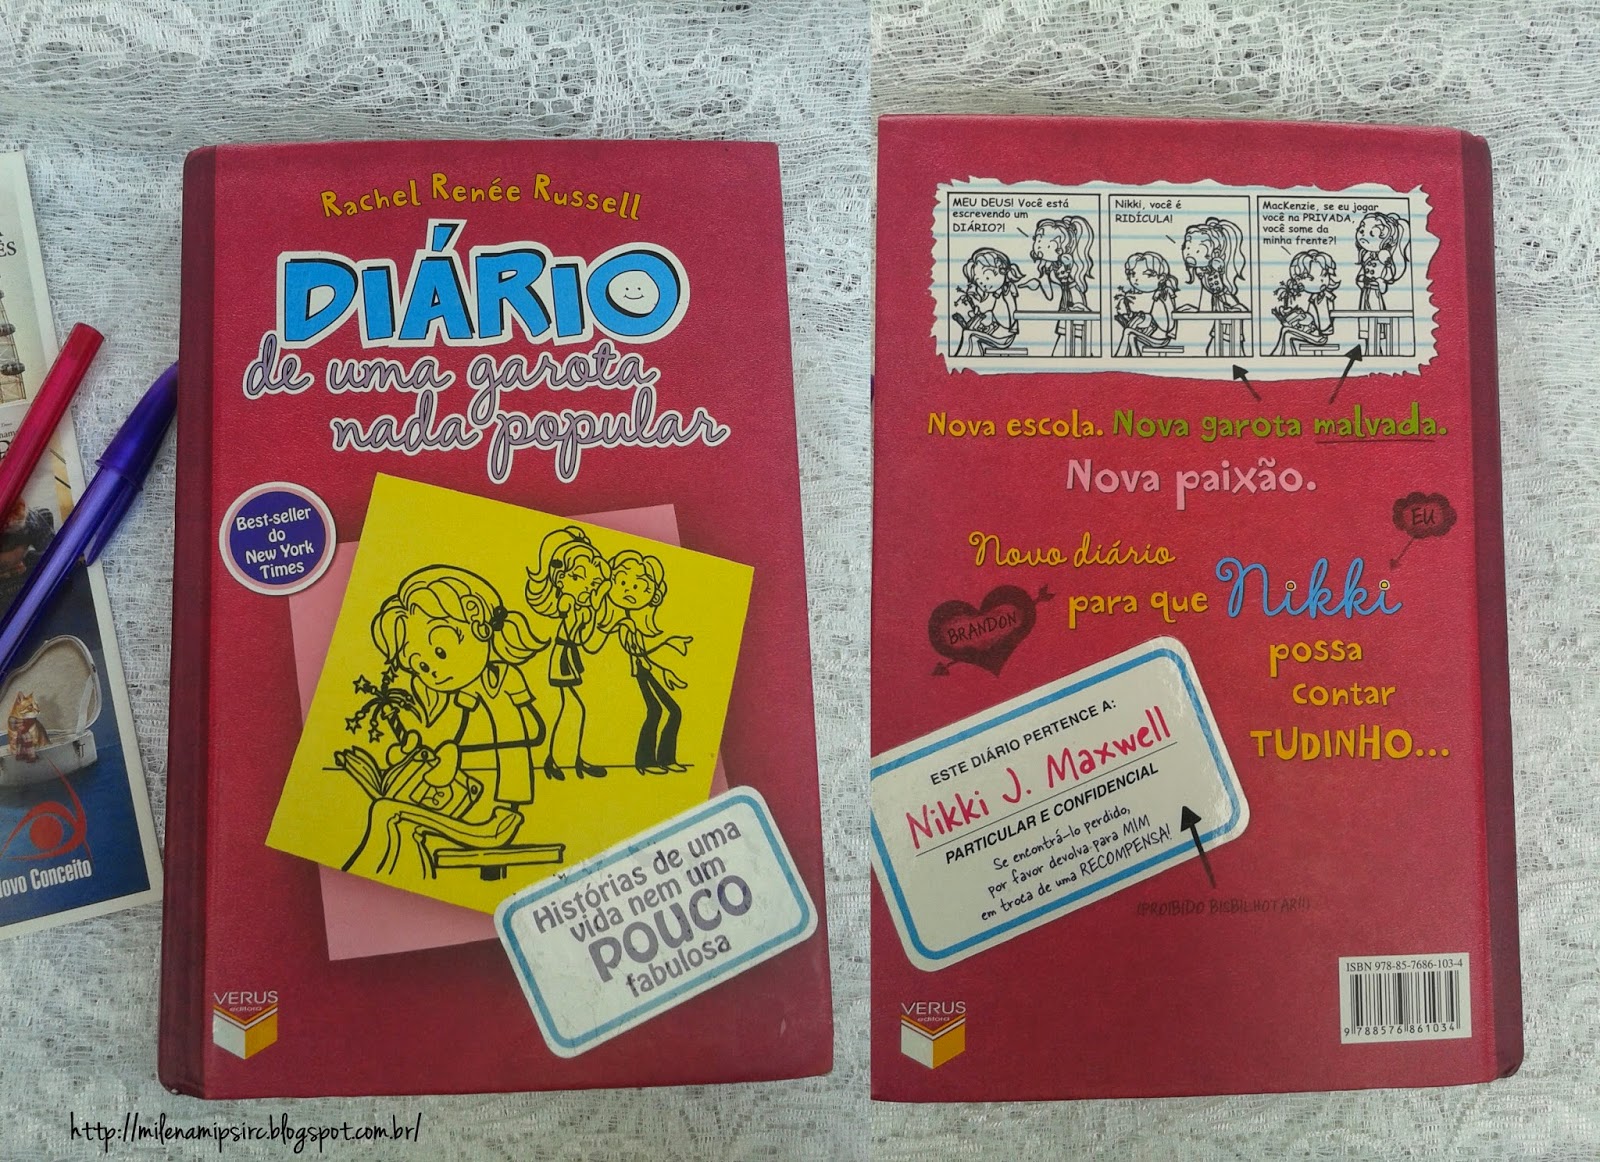 Rachel Renée Russell
DIÁRIO
de uma garota
nada popular
Best-seller
do
New York
Times
Histórias de uma
vida nem um
POUCO
fabulosa
VERUS
editora
ÊS
Novo Conceito
http://milenamipsirc.blogspot.com.br/
MEU DEUS! Você está
escrevendo um
DIÁRIO?!
Nikki, você é
RIDÍCULA!
MacKenzie, se eu jogar
você na PRIVADA,
você some da
minha frente?!
Nova escola. Nova garota malvada.
Nova paixão.
EU
Novo diário
para que Nikki
BRANDON
possa
contar
TUDINHO...
ESTE DIÁRIO PERTENCE A:
Nikki J. Maxwell
PARTICULAR E CONFIDENCIAL
Se encontrá-lo perdido,
por favor devolva para MIM
em troca de uma RECOMPENSA!
(PROIBIDO BISBILHOTAR!!!)
ISBN 978-85-7686-103-4
9 788576 861034
VERUS
editora